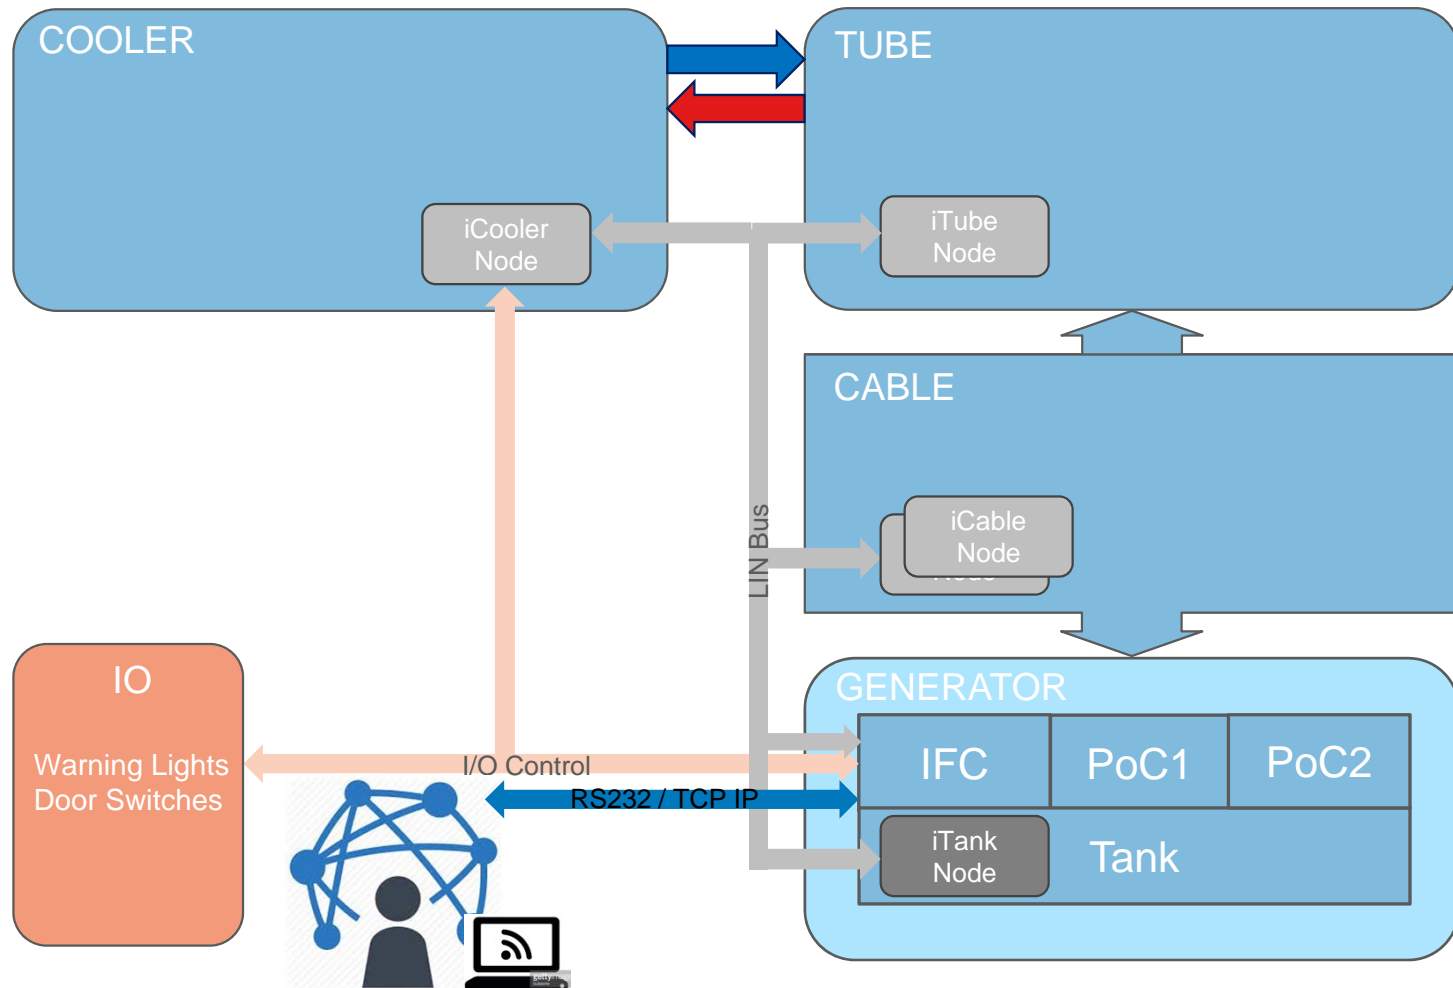 COOLER
TUBE
iCooler
Node
iTube
Node
CABLE
iCable
Node
Node
LIN Bus
IO
Warning Lights
Door Switches
GENERATOR
IFC
PoC1
PoC2
I/O Control
RS232 / TCP IP
iTank
Node
Tank